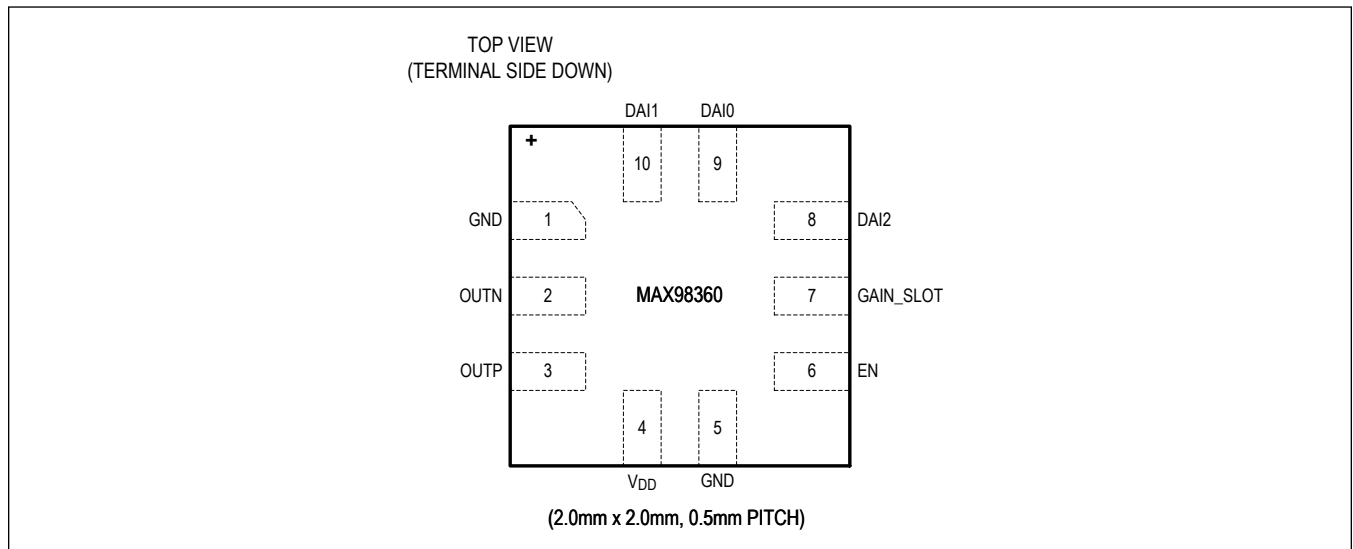 TOP VIEW
(TERMINAL SIDE DOWN)
DAI1 DAI0
+
10 9
GND 1 8 DAI2
OUTN 2 MAX98360 7 GAIN_SLOT
OUTP 3 6 EN
4 5
VDD GND
(2.0mm x 2.0mm, 0.5mm PITCH)